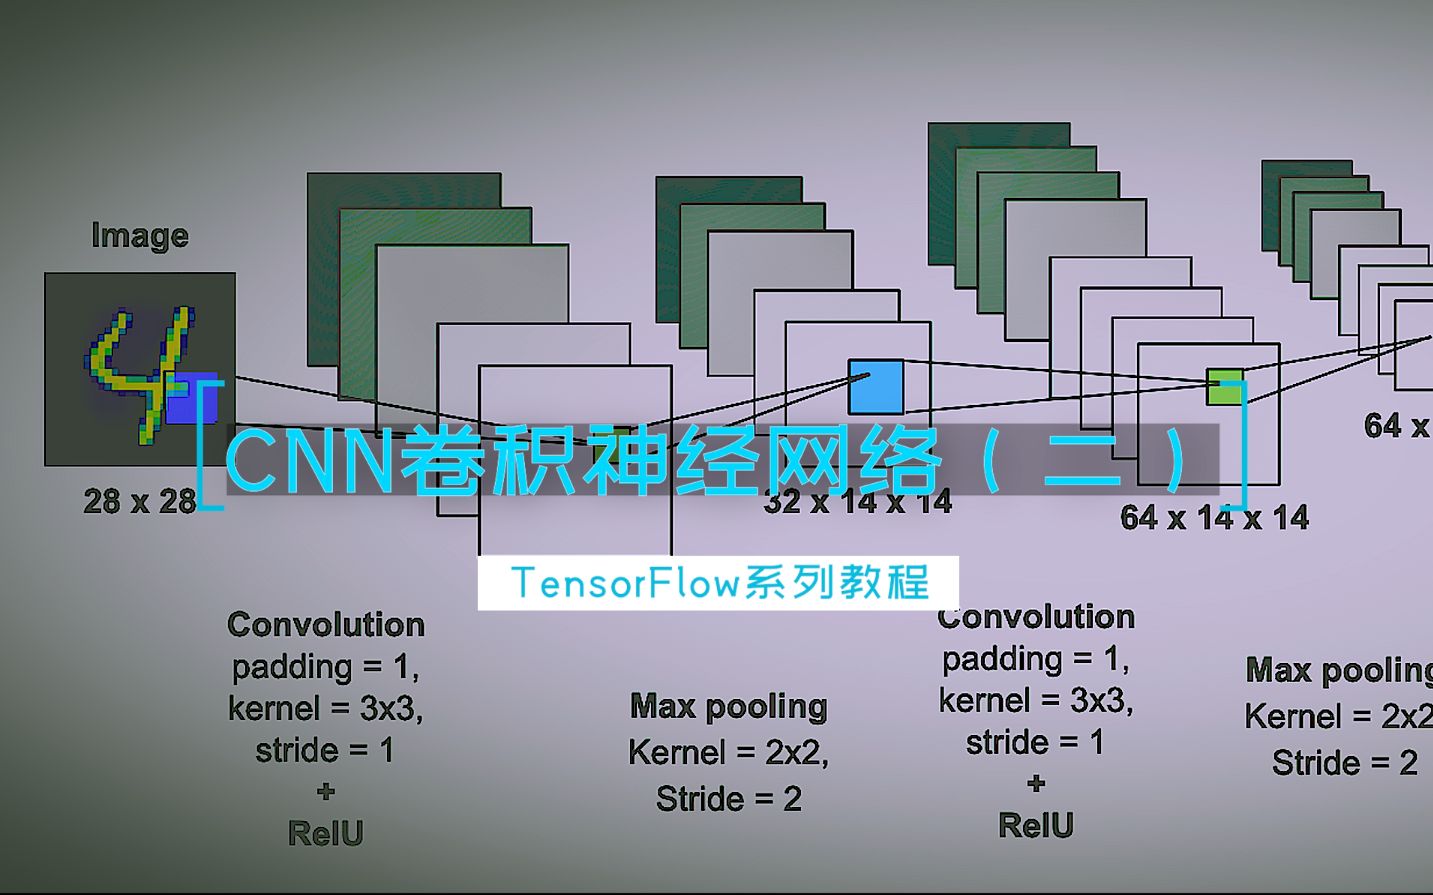 Image
28 x 28
CNN卷积神经网络（二）
32 x 14 x 14
64 x 14 x 14
64 x
TensorFlow系列教程
Convolution
padding = 1,
kernel = 3x3,
stride = 1
+
RelU
Max pooling
Kernel = 2x2,
Stride = 2
Convolution
padding = 1,
kernel = 3x3,
stride = 1
+
RelU
Max pooling
Kernel = 2x2
Stride = 2